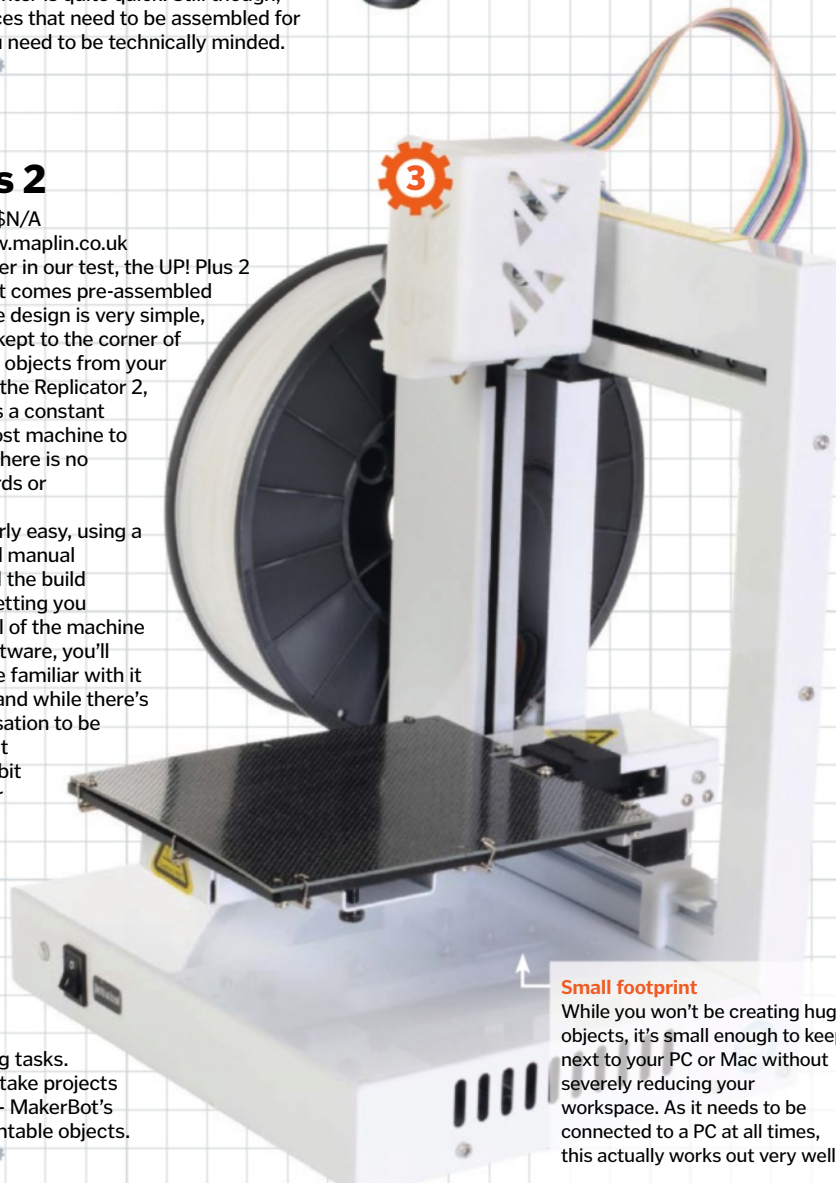 nter is quite quick. Still though,
ces that need to be assembled for
u need to be technically minded.
3
s 2
$N/A
w.maplin.co.uk
er in our test, the UP! Plus 2
t comes pre-assembled
e design is very simple,
kept to the corner of
objects from your
the Replicator 2,
s a constant
ost machine to
here is no
rds or
rly easy, using a
d manual
d the build
etting you
l of the machine
tware, you'll
e familiar with it
and while there's
sation to be
t
bit
r
g tasks.
take projects
– MakerBot's
ntable objects.
Small footprint
While you won't be creating hug
objects, it's small enough to keep
next to your PC or Mac without
severely reducing your
workspace. As it needs to be
connected to a PC at all times,
this actually works out very well